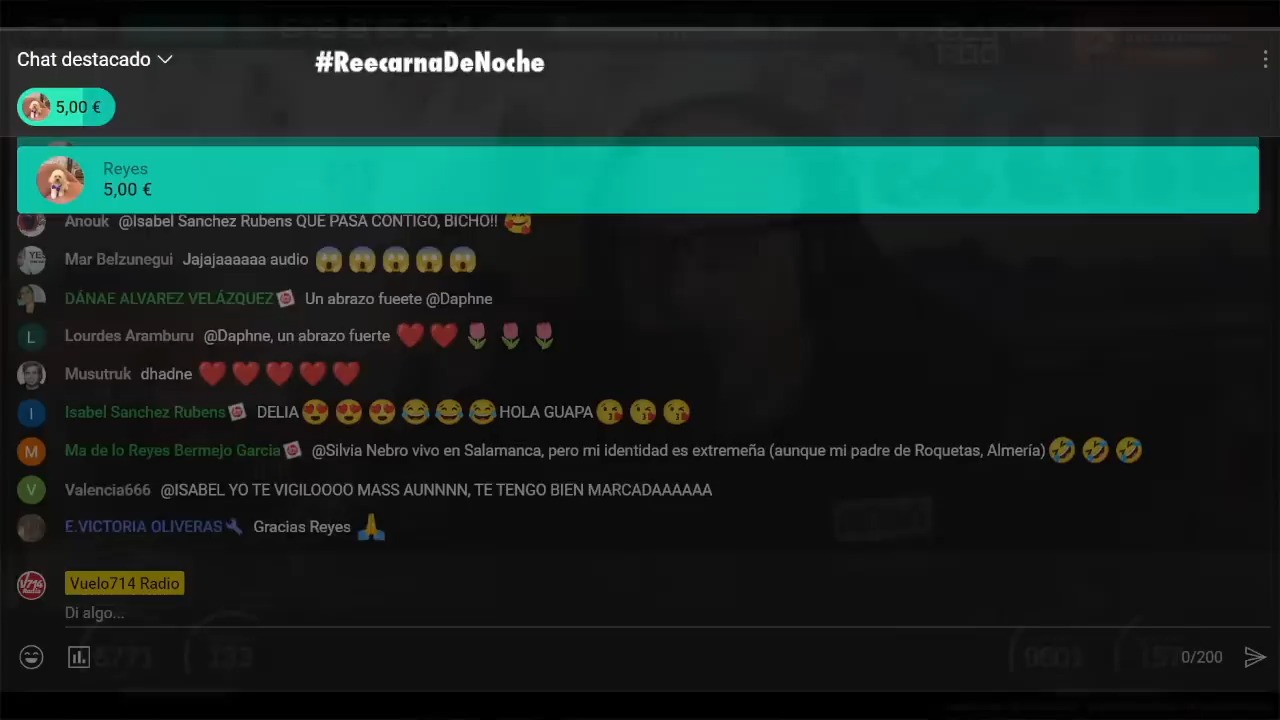 Chat destacado
#ReecarnaDeNoche
5,00 €
Reyes
5,00 €
Anouk @Isabel Sanchez Rubens QUE PASA CONTIGO, BICHO!! 🥰
Mar Belzunegui Jajajaaaaaa audio 😱😱😱😱😱
DÁNAE ALVAREZ VELÁZQUEZ Un abrazo fueete @Daphne
L Lourdes Aramburu @Daphne, un abrazo fuerte ❤️❤️🌷🌷🌷
Musutruk dhadne ❤️❤️❤️❤️❤️
I Isabel Sanchez Rubens DELIA😍😍😍😂😂😂HOLA GUAPA😘😘😘
M Ma de lo Reyes Bermejo Garcia @Silvia Nebro vivo en Salamanca, pero mi identidad es extremeña (aunque mi padre de Roquetas, Almería)🤣🤣🤣
V Valencia666 @ISABEL YO TE VIGILOOOO MASS AUNNNN, TE TENGO BIEN MARCADAAAAAA
E.VICTORIA OLIVERAS Gracias Reyes 🙏
V714 Radio Vuelo714 Radio
Di algo...
0/200